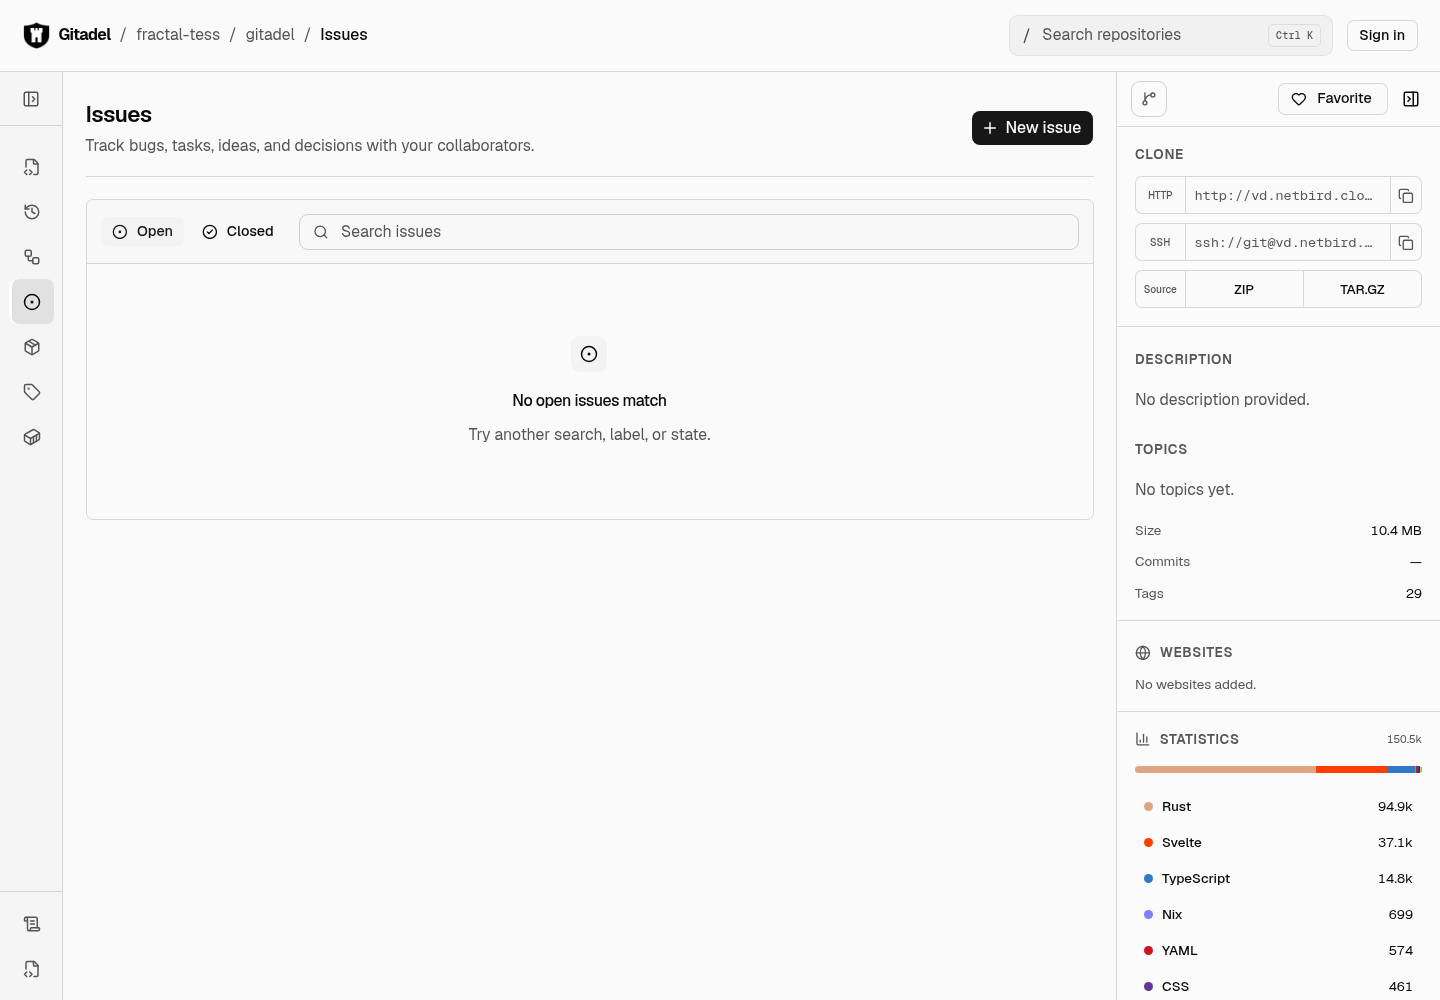 Gitadel / fractal-tess / gitadel / Issues
/ Search repositories Ctrl K
Sign in
Issues
Track bugs, tasks, ideas, and decisions with your collaborators.
New issue
Open
Closed
Search issues
No open issues match
Try another search, label, or state.
Favorite
CLONE
HTTP http://vd.netbird.clo…
SSH ssh://git@vd.netbird.…
Source ZIP TAR.GZ
DESCRIPTION
No description provided.
TOPICS
No topics yet.
Size 10.4 MB
Commits —
Tags 29
WEBSITES
No websites added.
STATISTICS 150.5k
Rust 94.9k
Svelte 37.1k
TypeScript 14.8k
Nix 699
YAML 574
CSS 461